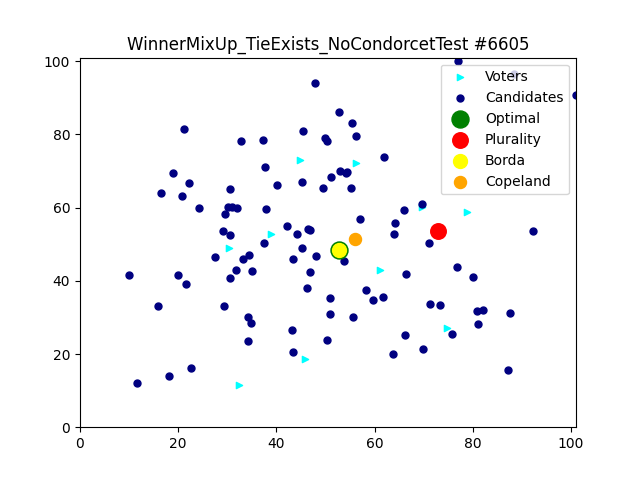 WinnerMixUp_TieExists_NoCondorcetTest #6605
100
80
60
40
20
0
0 20 40 60 80 100
Voters
Candidates
Optimal
Plurality
Borda
Copeland